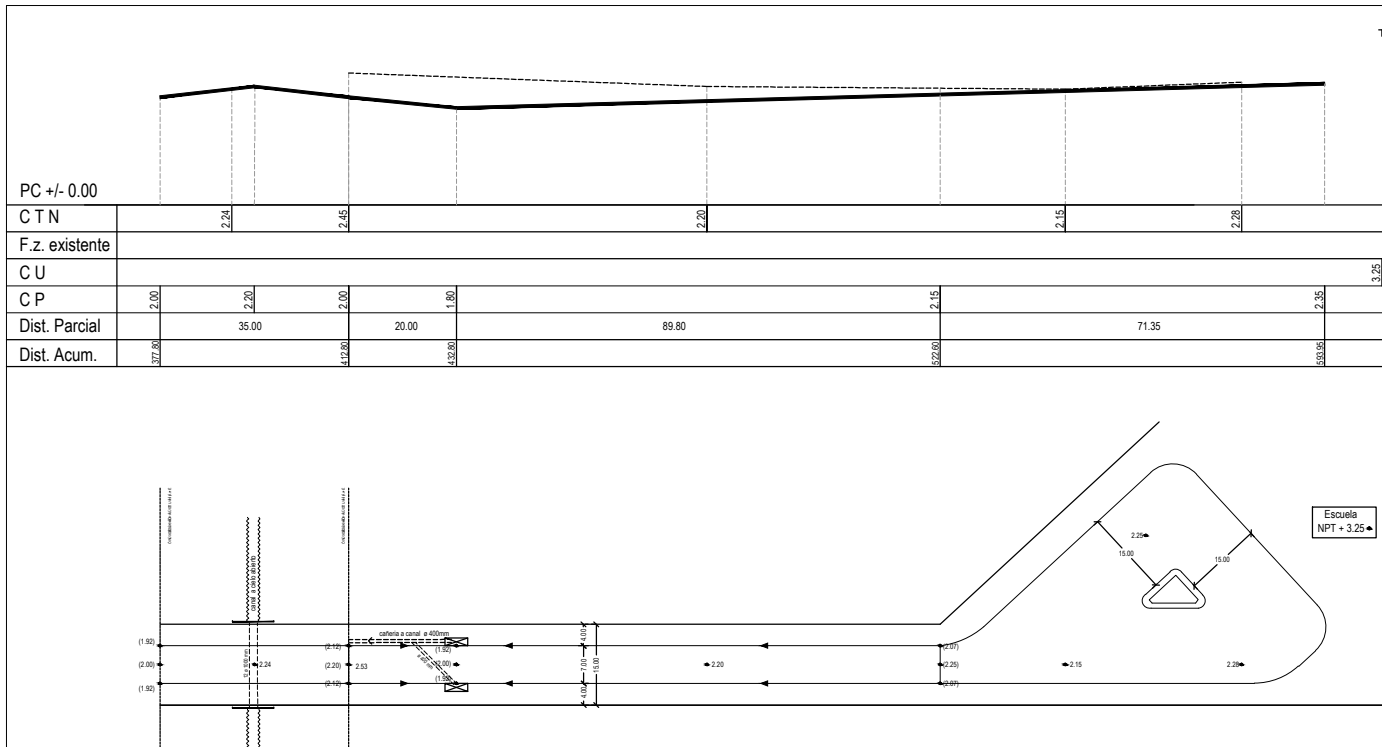 PC +/- 0.00
C T N 2.24 2.45 2.20 2.15 2.28
F.z. existente
C U 3.25
C P 2.00 2.20 2.00 1.80 2.15 2.35
Dist. Parcial 35.00 20.00 89.80 71.35
Dist. Acum. 377.80 412.80 432.80 522.60 593.95
Escuela
NPT + 3.25
2.25
15.00 15.00
canal a cielo abierto
cañeria a canal ø 400mm
4.00
(1.92) (2.12) (1.92) (2.07)
(2.00) 2.24 (2.20) 2.53 (2.00) 7.00 15.00 2.20 (2.25) 2.15 2.28
(1.92) (2.12) 4.00 (2.07)